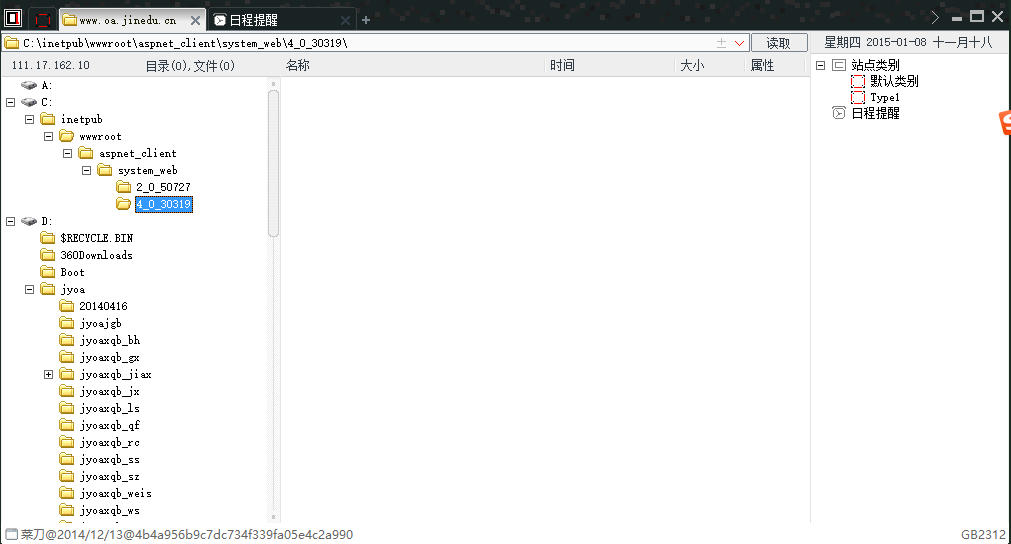 www.oa.jinedu.cn
日程提醒
C:\inetpub\wwwroot\aspnet_client\system_web\4_0_30319\
读取
星期四 2015-01-08 十一月十八
111.17.162.10
目录(0),文件(0)
名称
时间
大小
属性
A:
C:
inetpub
wwwroot
aspnet_client
system_web
2_0_50727
4_0_30319
D:
$RECYCLE.BIN
360Downloads
Boot
jyoa
20140416
jyoajgb
jyoaxqb_bh
jyoaxqb_gx
jyoaxqb_jiax
jyoaxqb_jx
jyoaxqb_ls
jyoaxqb_qf
jyoaxqb_rc
jyoaxqb_ss
jyoaxqb_sz
jyoaxqb_weis
jyoaxqb_ws
站点类别
默认类别
Type1
日程提醒
菜刀@2014/12/13@4b4a956b9c7dc734f339fa05e4c2a990
GB2312